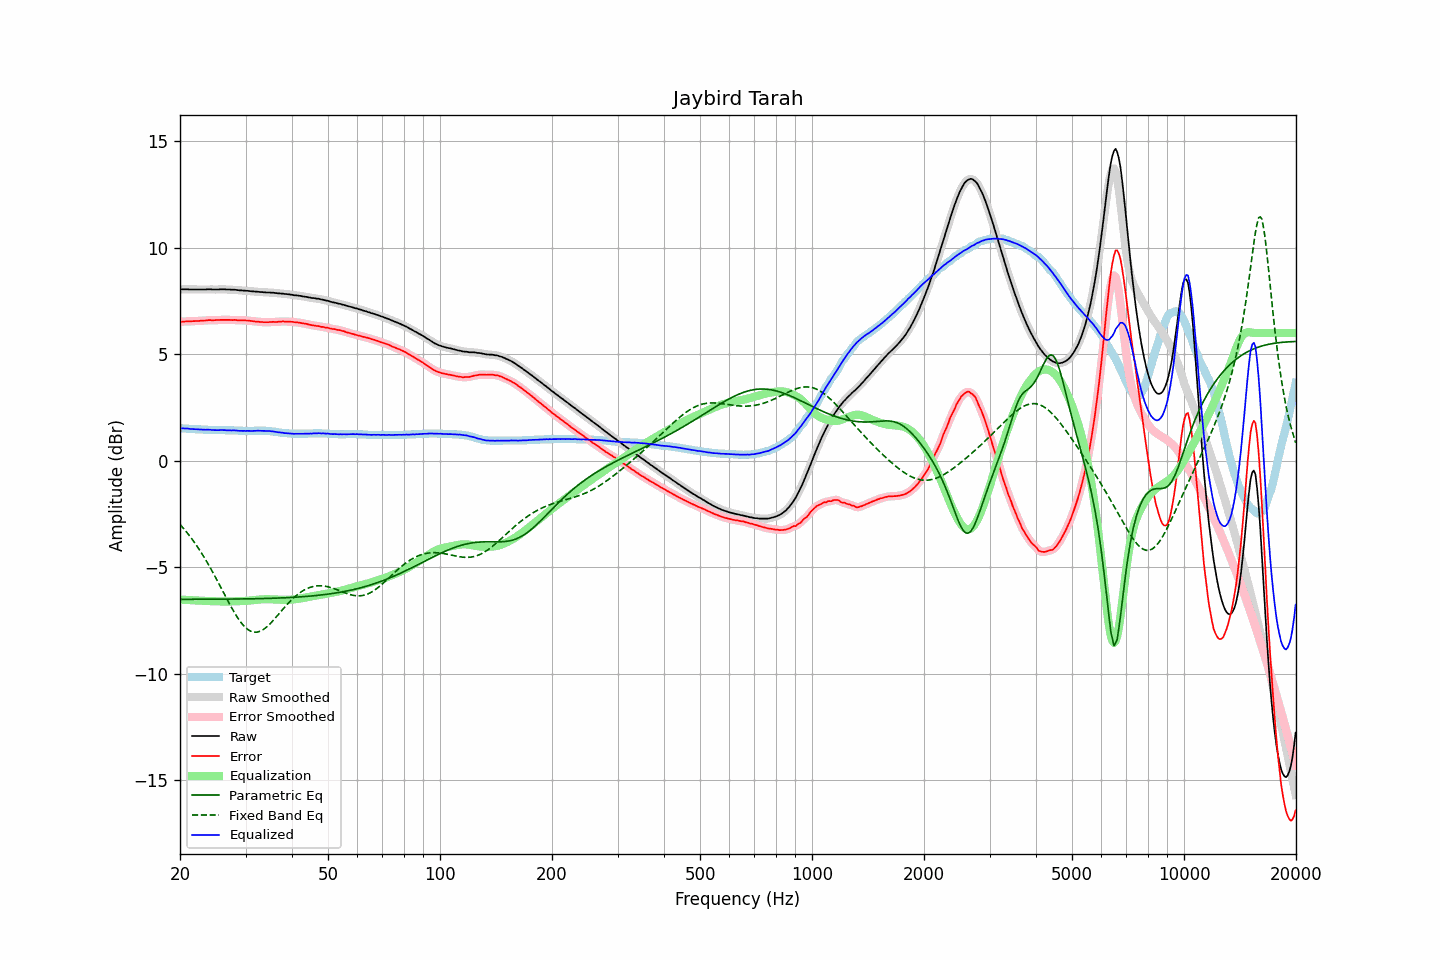 Jaybird Tarah
Amplitude (dBr)
15
10
5
0
−5
−10
−15
Target
Raw Smoothed
Error Smoothed
Raw
Error
Equalization
Parametric Eq
Fixed Band Eq
Equalized
20
50
100
200
500
1000
2000
5000
10000
20000
Frequency (Hz)